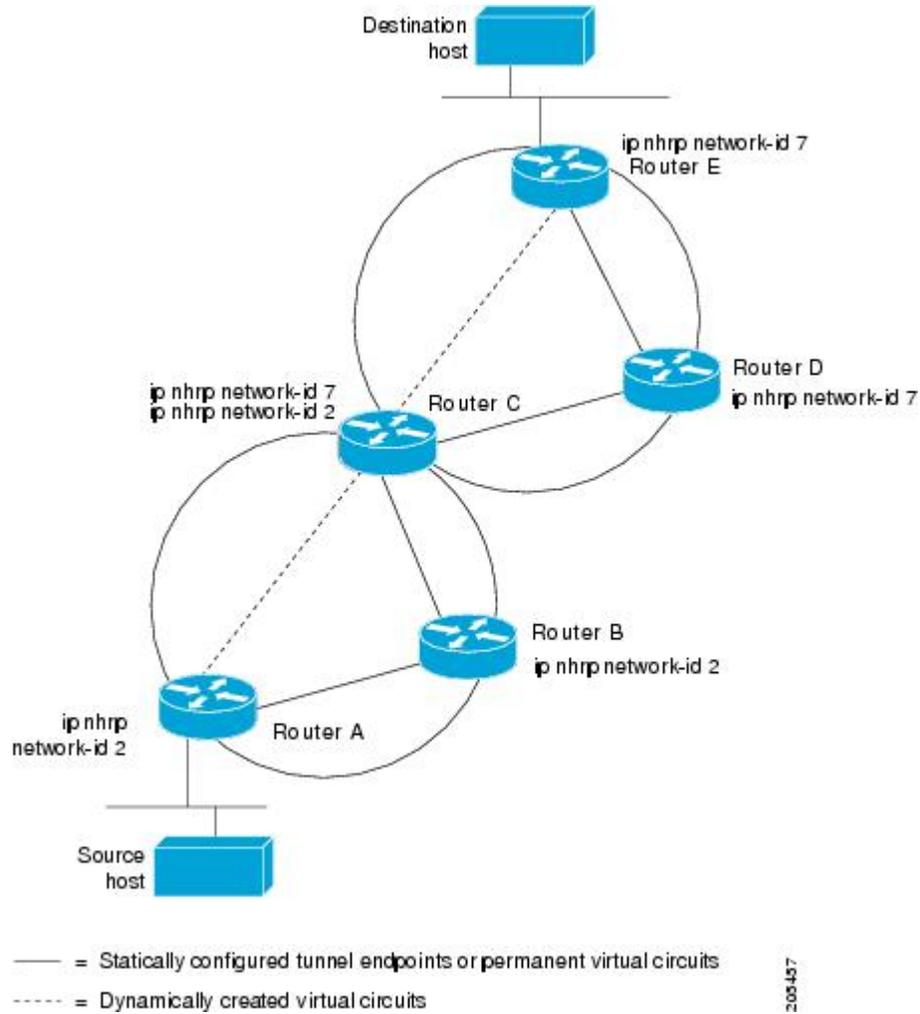 Destination
host
ip nhrp network-id 7
Router E
Router D
ip nhrp network-id 7
ip nhrp network-id 7
ip nhrp network-id 2
Router C
Router B
ip nhrp network-id 2
ip nhrp
network-id 2
Router A
Source
host
= Statically configured tunnel endpoints or permanent virtual circuits
= Dynamically created virtual circuits